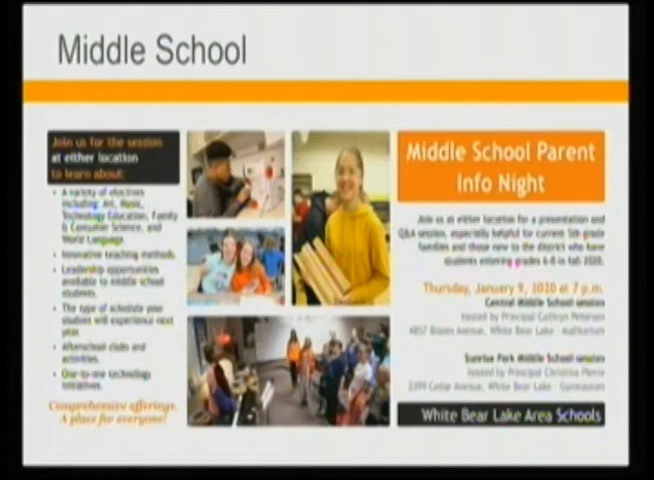 Middle School
Join us for the session
at either location
to learn about:
• A variety of electives
including: Art, Music,
Technology Education, Family
& Consumer Science, and
World Language
• Innovative teaching methods.
• Leadership opportunities
available to middle school
students.
• The type of schedule your
student will experience next
year.
• Afterschool clubs and
activities.
• One-to-one technology
initiatives.
Comprehensive offerings.
A place for everyone!
Middle School Parent
Info Night
Join us at either location for a presentation and
Q&A session, especially helpful for current 5th grade
families and those new to the district who have
students entering grades 6-8 in fall 2020.
Thursday, January 9, 2020 at 7 p.m.
Central Middle School session
hosted by Principal Cathryn Peterson
4857 Bloom Avenue, White Bear Lake - Auditorium
Sunrise Park Middle School session
hosted by Principal Christina Pierre
2399 Cedar Avenue, White Bear Lake - Gymnasium
White Bear Lake Area Schools